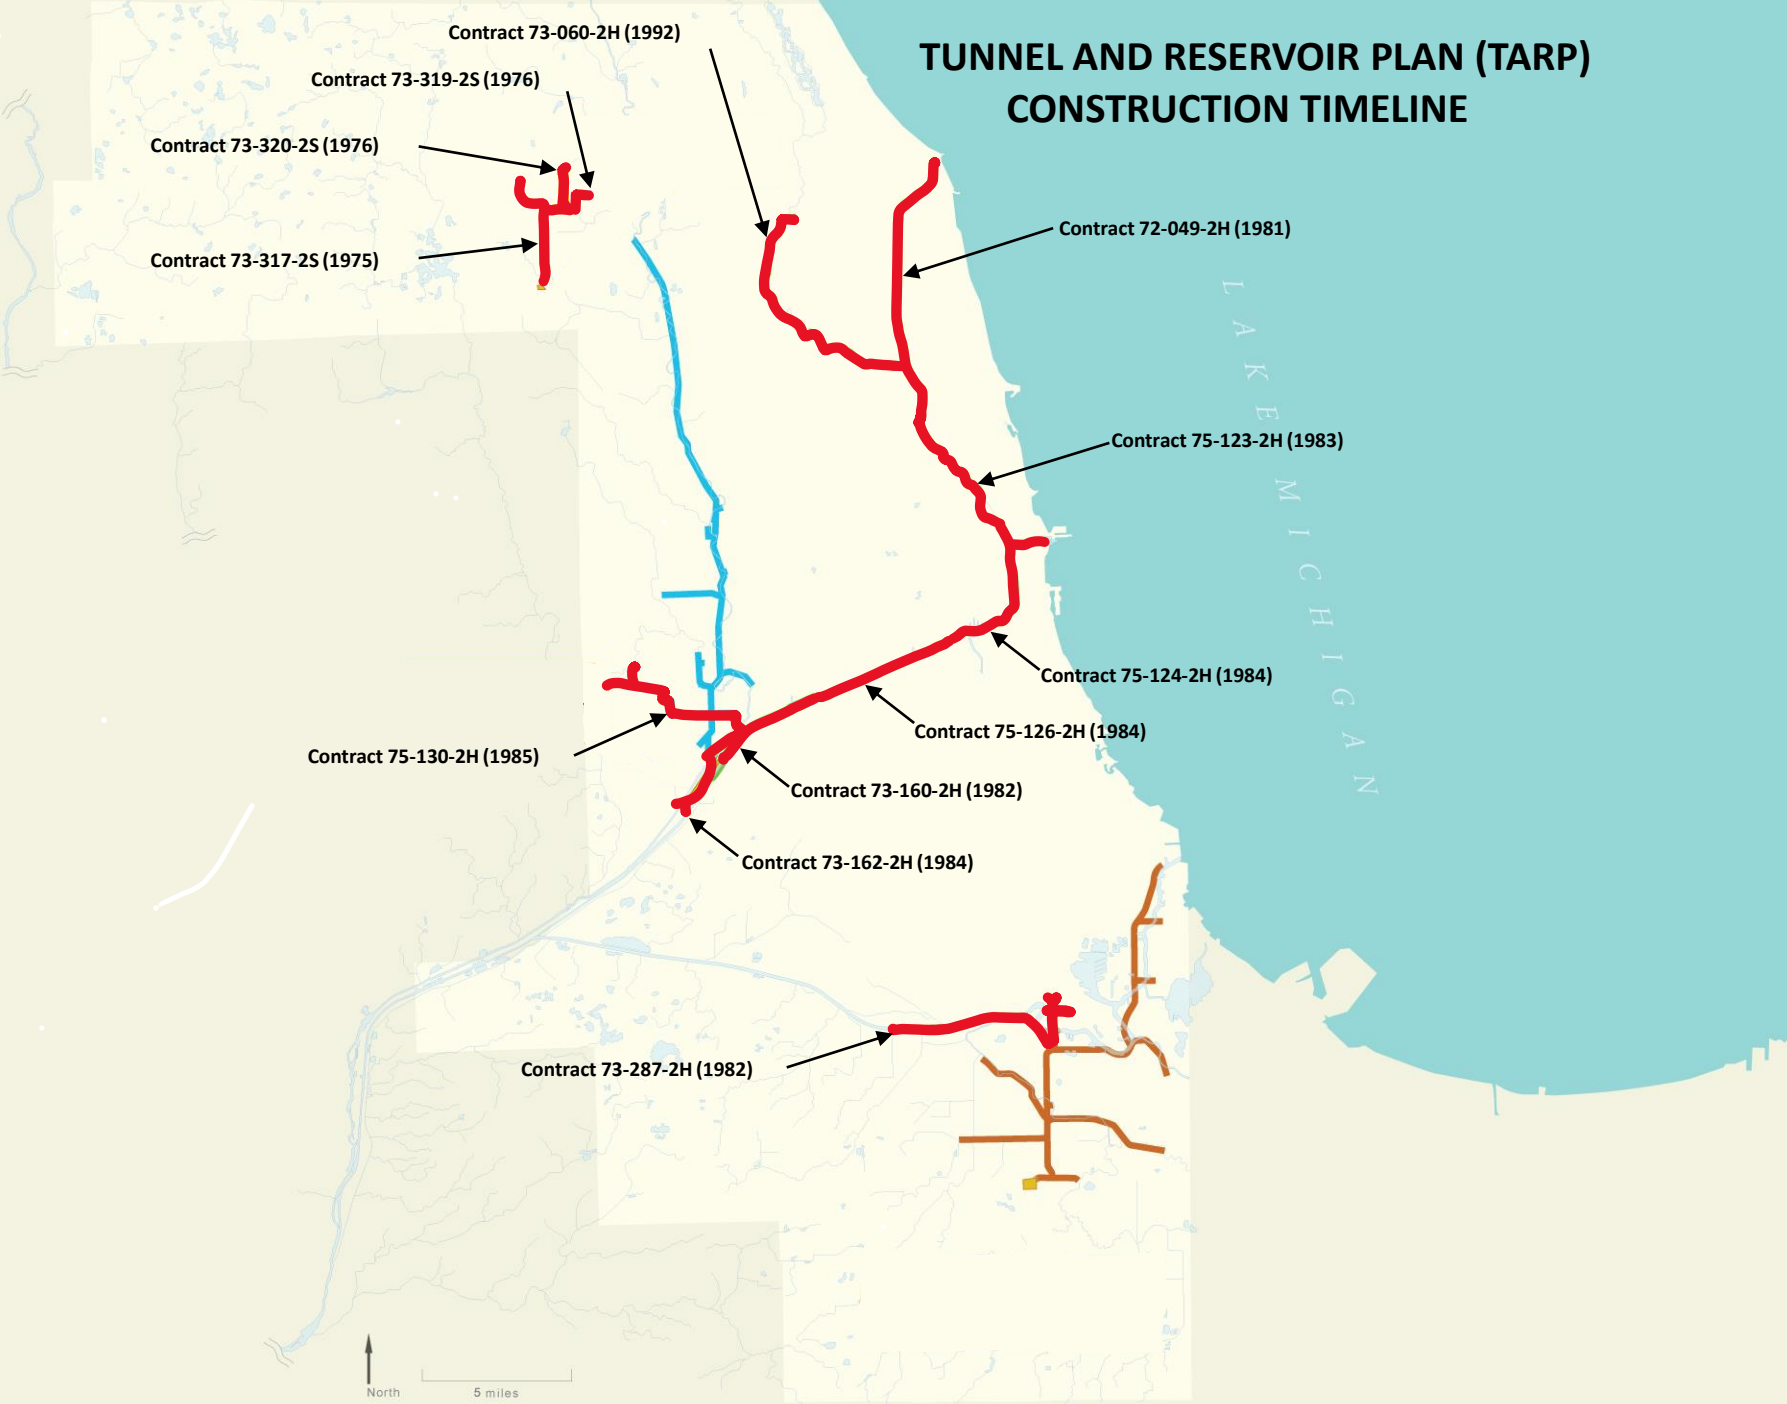 TUNNEL AND RESERVOIR PLAN (TARP)
CONSTRUCTION TIMELINE
Contract 73-060-2H (1992)
Contract 73-319-2S (1976)
Contract 73-320-2S (1976)
Contract 73-317-2S (1975)
Contract 72-049-2H (1981)
Contract 75-123-2H (1983)
LAKE MICHIGAN
Contract 75-124-2H (1984)
Contract 75-126-2H (1984)
Contract 75-130-2H (1985)
Contract 73-160-2H (1982)
Contract 73-162-2H (1984)
Contract 73-287-2H (1982)
North
5 miles